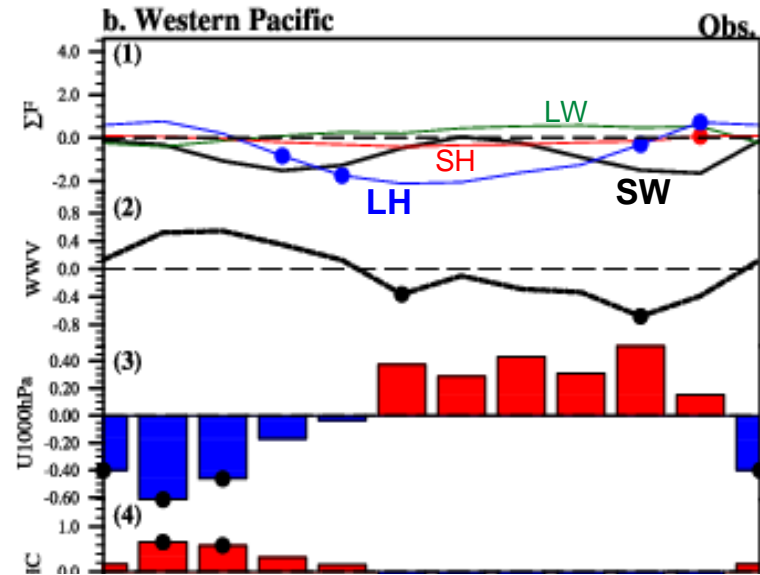 b. Western Pacific Obs.
(1)
4.0
2.0
0.0
-2.0
ΣF
LW
SH
LH
SW
(2)
0.8
0.4
0.0
-0.4
-0.8
WWV
(3)
0.40
0.20
0.00
-0.20
-0.40
-0.60
U1000hPa
(4)
1.0
0.0
IC